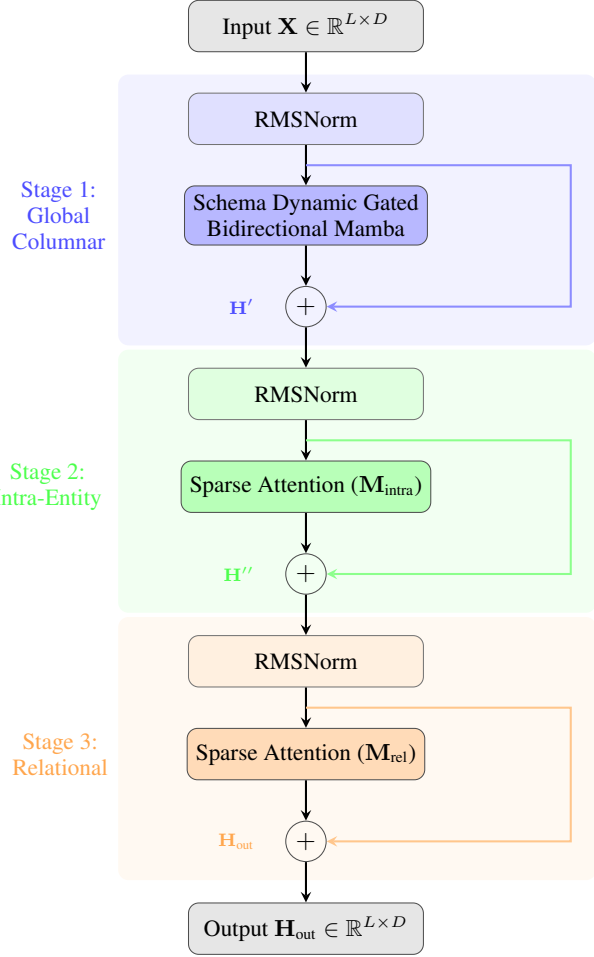 Input X ∈ ℝ^{L×D}
RMSNorm
Stage 1:
Global
Columnar
Schema Dynamic Gated
Bidirectional Mamba
H′
+
RMSNorm
Stage 2:
ntra-Entity
Sparse Attention (M_intra)
H′′
+
RMSNorm
Stage 3:
Relational
Sparse Attention (M_rel)
H_out
+
Output H_out ∈ ℝ^{L×D}